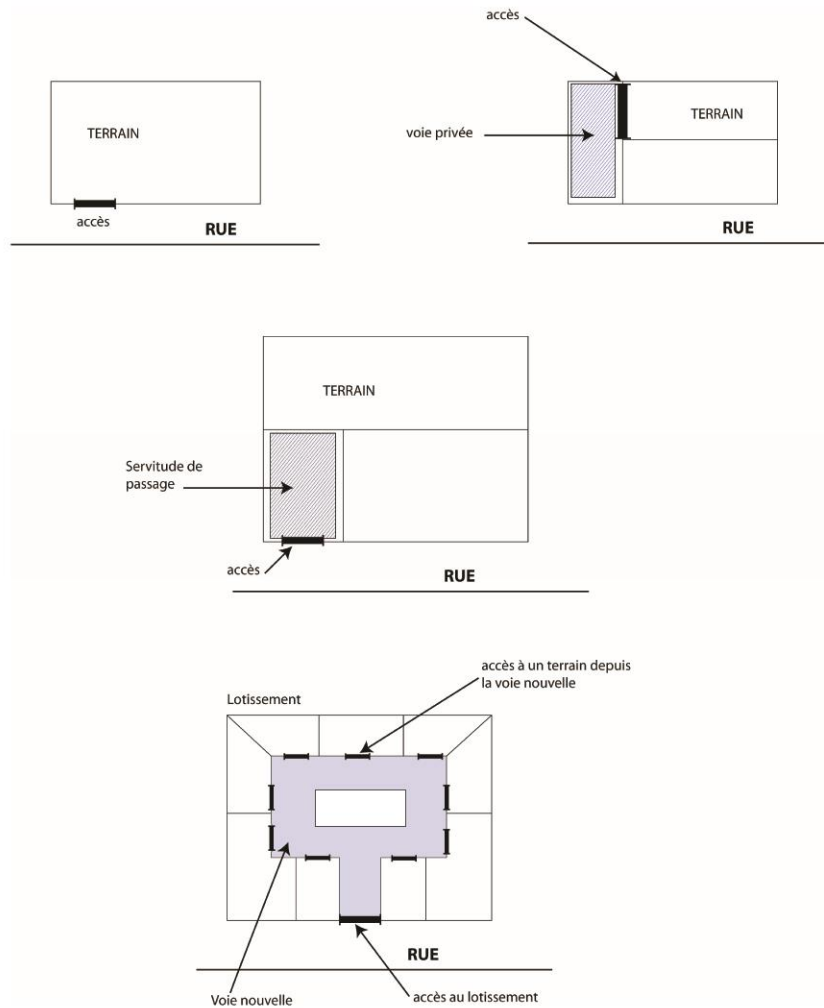 TERRAIN
accès
RUE
accès
voie privée
TERRAIN
RUE
TERRAIN
Servitude de
passage
accès
RUE
accès à un terrain depuis
la voie nouvelle
Lotissement
RUE
Voie nouvelle
accès au lotissement